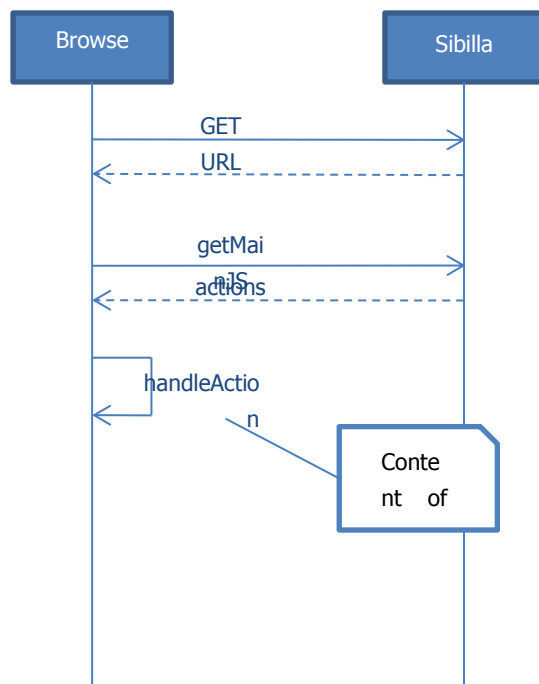 Browse
Sibilla
GET
URL
getMai
nJS
actions
handleActio
n
Conte
nt of